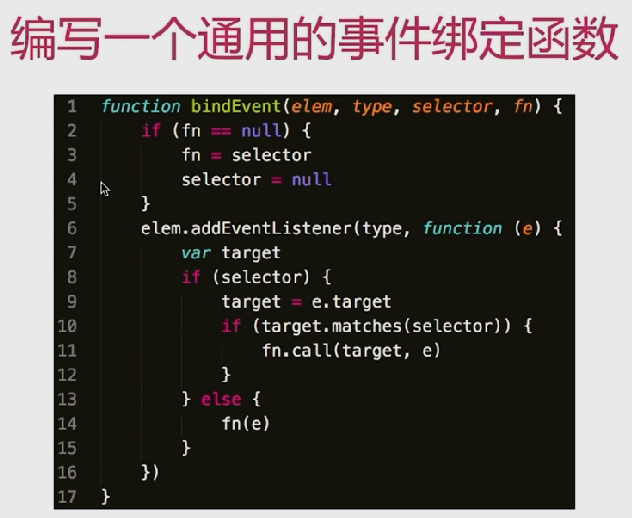 编写一个通用的事件绑定函数
1 function bindEvent(elem, type, selector, fn) {
2     if (fn == null) {
3         fn = selector
4         selector = null
5     }
6     elem.addEventListener(type, function (e) {
7         var target
8         if (selector) {
9             target = e.target
10             if (target.matches(selector)) {
11                 fn.call(target, e)
12             }
13         } else {
14             fn(e)
15         }
16     })
17 }